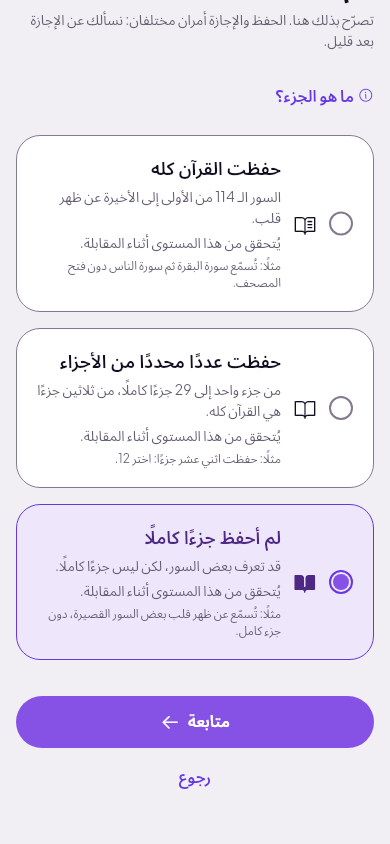 تصرّح بذلك هنا. الحفظ والإجازة أمران مختلفان: نسألك عن الإجازة
بعد قليل.
ما هو الجزء؟
حفظت القرآن كله
السور الـ 114 من الأولى إلى الأخيرة عن ظهر
قلب.
يُتحقق من هذا المستوى أثناء المقابلة.
مثلًا: تُسمّع سورة البقرة ثم سورة الناس دون فتح
المصحف.
حفظت عددًا محددًا من الأجزاء
من جزء واحد إلى 29 جزءًا كاملًا، من ثلاثين جزءًا
هي القرآن كله.
يُتحقق من هذا المستوى أثناء المقابلة.
مثلًا: حفظت اثني عشر جزءًا: اختر 12.
لم أحفظ جزءًا كاملًا
قد تعرف بعض السور، لكن ليس جزءًا كاملًا.
يُتحقق من هذا المستوى أثناء المقابلة.
مثلًا: تُسمّع عن ظهر قلب بعض السور القصيرة، دون
جزء كامل.
متابعة
رجوع